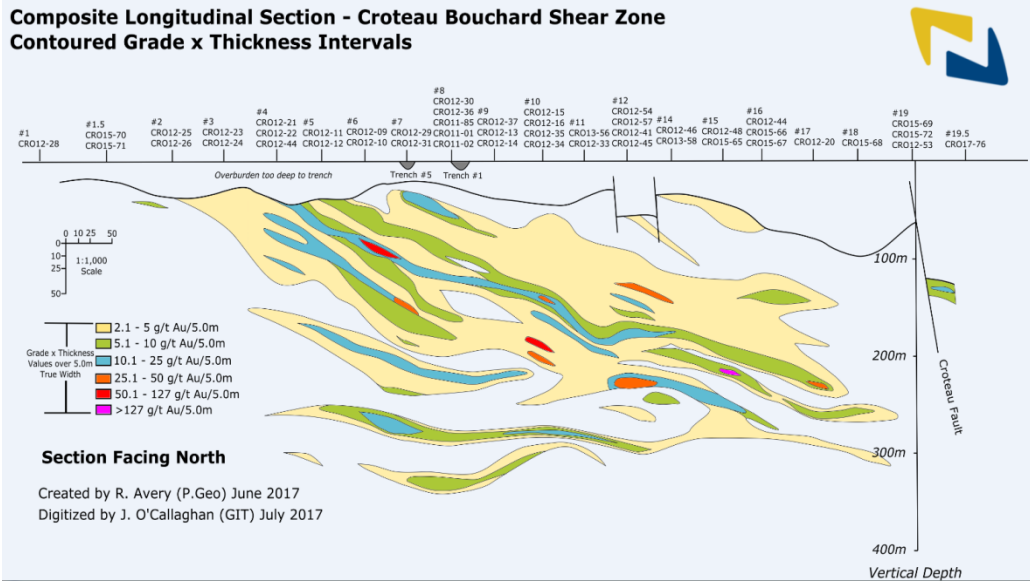 Composite Longitudinal Section - Croteau Bouchard Shear Zone
Contoured Grade x Thickness Intervals
#1
CRO12-28
#1.5
CRO15-70
CRO15-71
#2
CRO12-25
CRO12-26
#3
CRO12-23
CRO12-24
#4
CRO12-21
CRO12-22
CRO12-44
#5
CRO12-11
CRO12-12
#6
CRO12-09
CRO12-10
#7
CRO12-29
CRO12-31
#8
CRO12-30
CRO12-36
CRO11-85
CRO11-01
CRO11-02
#9
CRO12-37
CRO12-13
CRO12-14
#10
CRO12-15
CRO12-16
CRO12-35
CRO12-34
#11
CRO13-56
CRO12-33
#12
CRO12-54
CRO12-57
CRO12-41
CRO12-45
#14
CRO12-46
CRO13-58
#15
CRO12-48
CRO15-65
#16
CRO12-44
CRO15-66
CRO15-67
#17
CRO12-20
#18
CRO15-68
#19
CRO15-69
CRO15-72
CRO12-53
#19.5
CRO17-76
Overburden too deep to trench
Trench #5
Trench #1
0 10 25 50
0
10
25
50
1:1,000
Scale
100m
200m
300m
400m
Vertical Depth
Croteau Fault
Grade x Thickness
Values over 5.0m
True Width
2.1 - 5 g/t Au/5.0m
5.1 - 10 g/t Au/5.0m
10.1 - 25 g/t Au/5.0m
25.1 - 50 g/t Au/5.0m
50.1 - 127 g/t Au/5.0m
>127 g/t Au/5.0m
Section Facing North
Created by R. Avery (P.Geo) June 2017
Digitized by J. O'Callaghan (GIT) July 2017